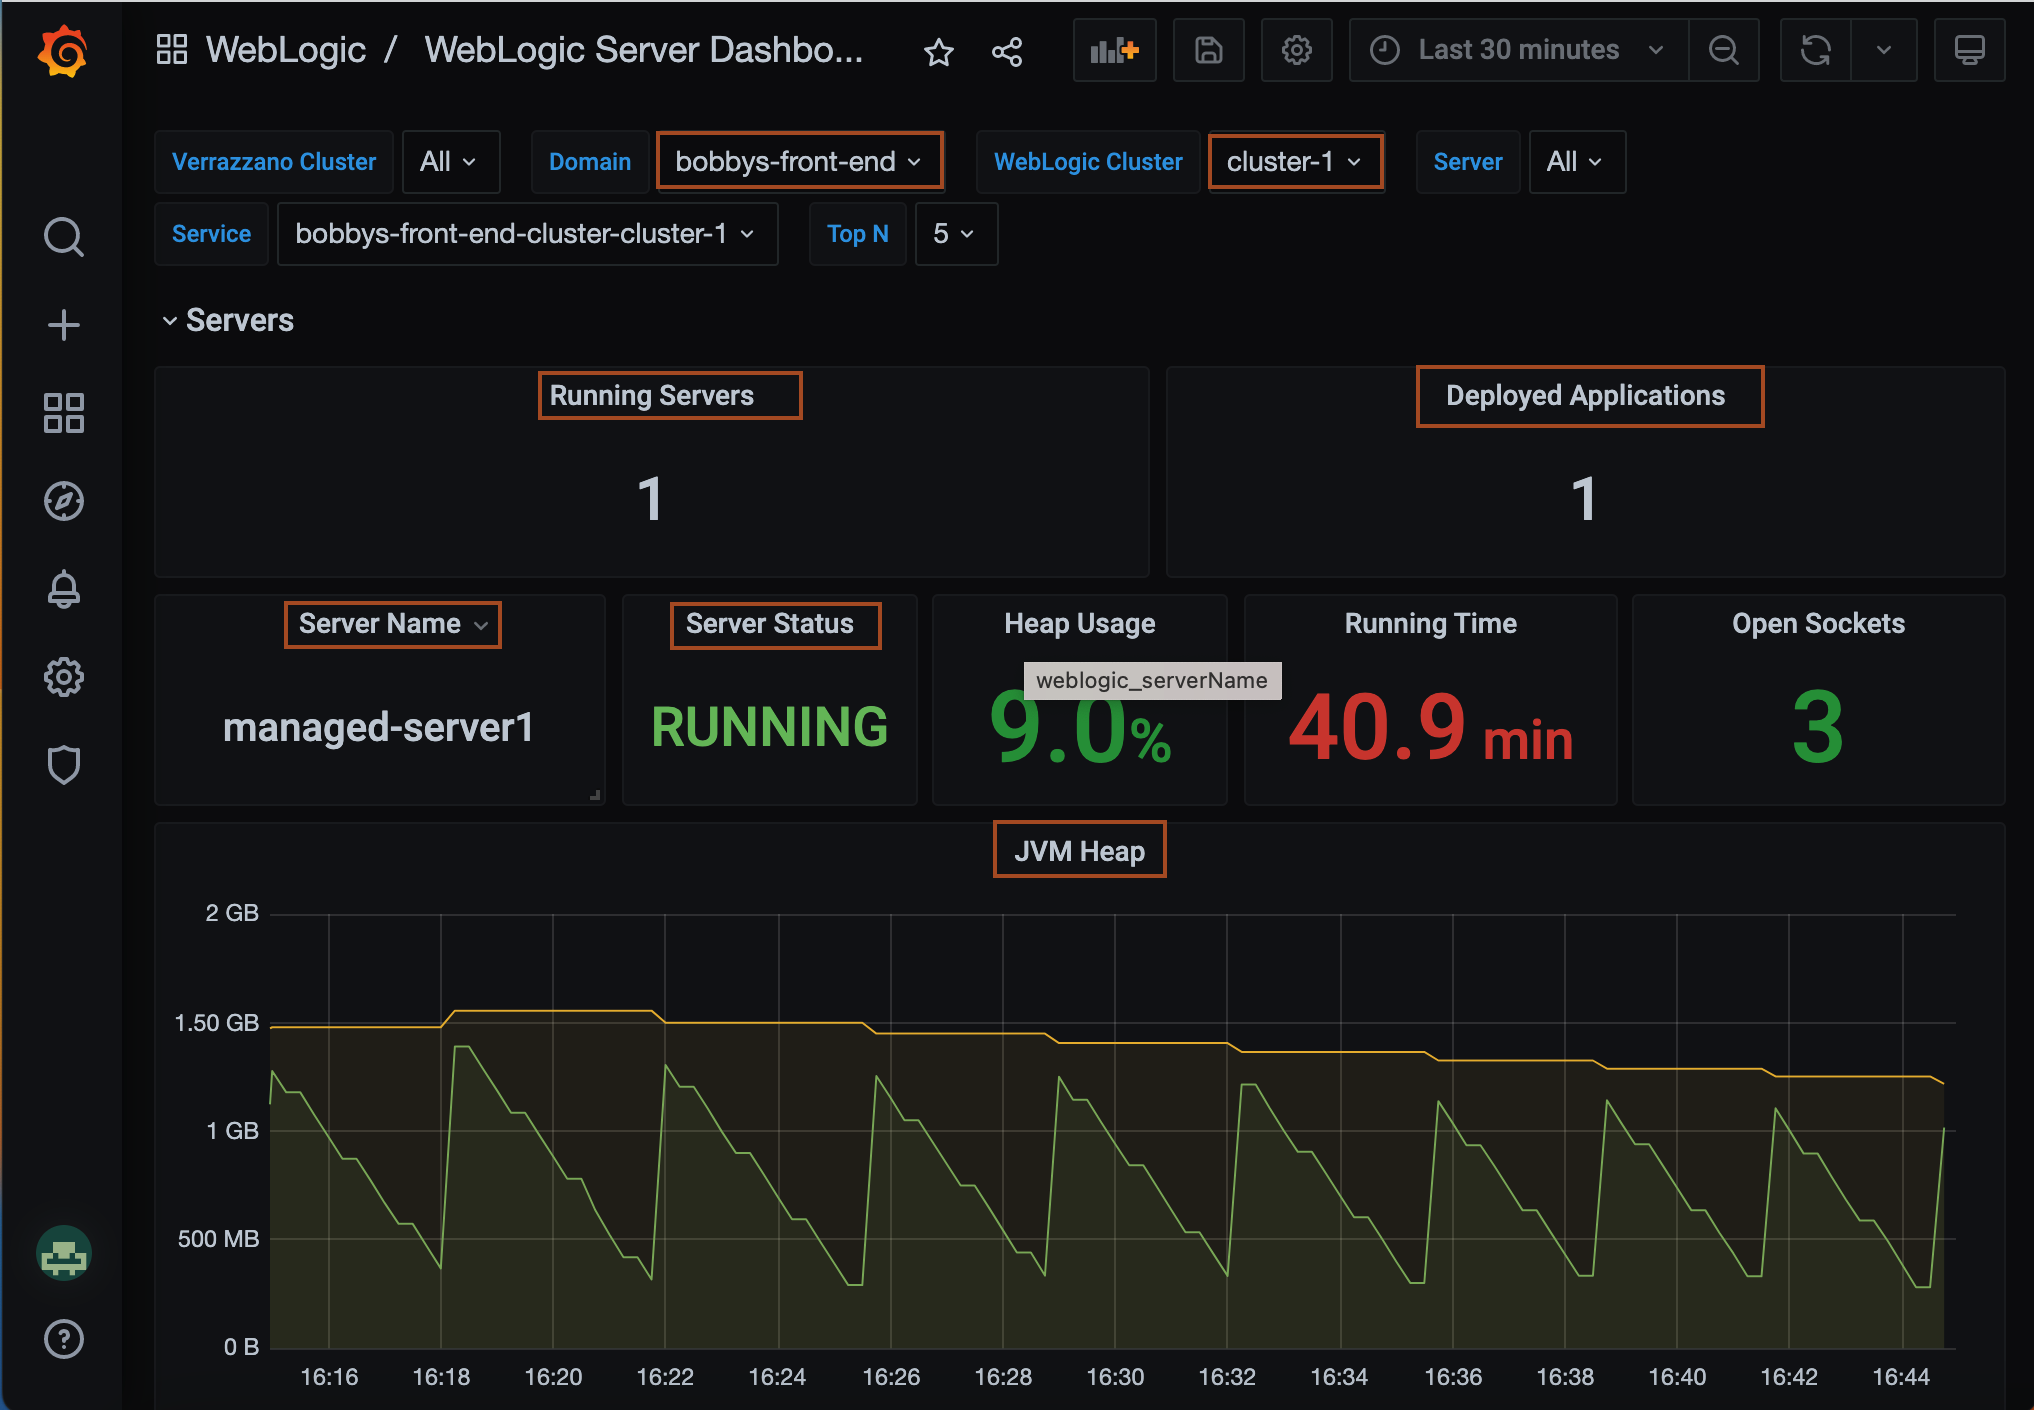 WebLogic / WebLogic Server Dashbo...
Last 30 minutes
Verrazzano Cluster All Domain bobbys-front-end WebLogic Cluster cluster-1 Server All
Service bobbys-front-end-cluster-cluster-1 Top N 5
Servers
Running Servers
Deployed Applications
1
1
Server Name Server Status Heap Usage Running Time Open Sockets
weblogic_serverName
managed-server1 RUNNING 9.0% 40.9 min 3
JVM Heap
2 GB
1.50 GB
1 GB
500 MB
0 B
16:16 16:18 16:20 16:22 16:24 16:26 16:28 16:30 16:32 16:34 16:36 16:38 16:40 16:42 16:44